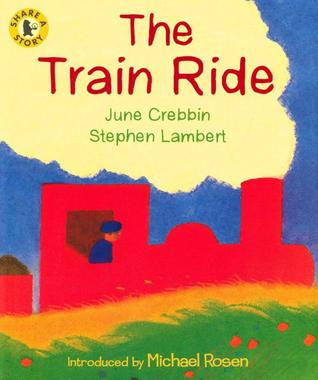 SHARE A STORY
The
Train Ride
June Crebbin
Stephen Lambert
Introduced by Michael Rosen